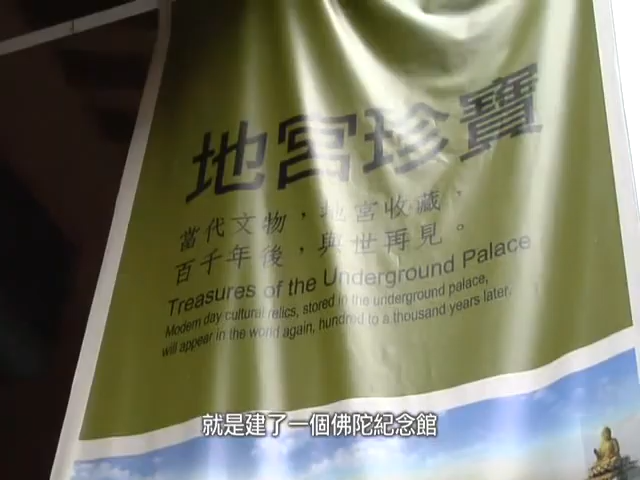 地宮珍寶
當代文物，地宮收藏，
百千年後，與世再見。
Treasures of the Underground Palace
Modern day cultural relics, stored in the underground palace,
will appear in the world again, hundred to a thousand years later.
就是建了一個佛陀紀念館